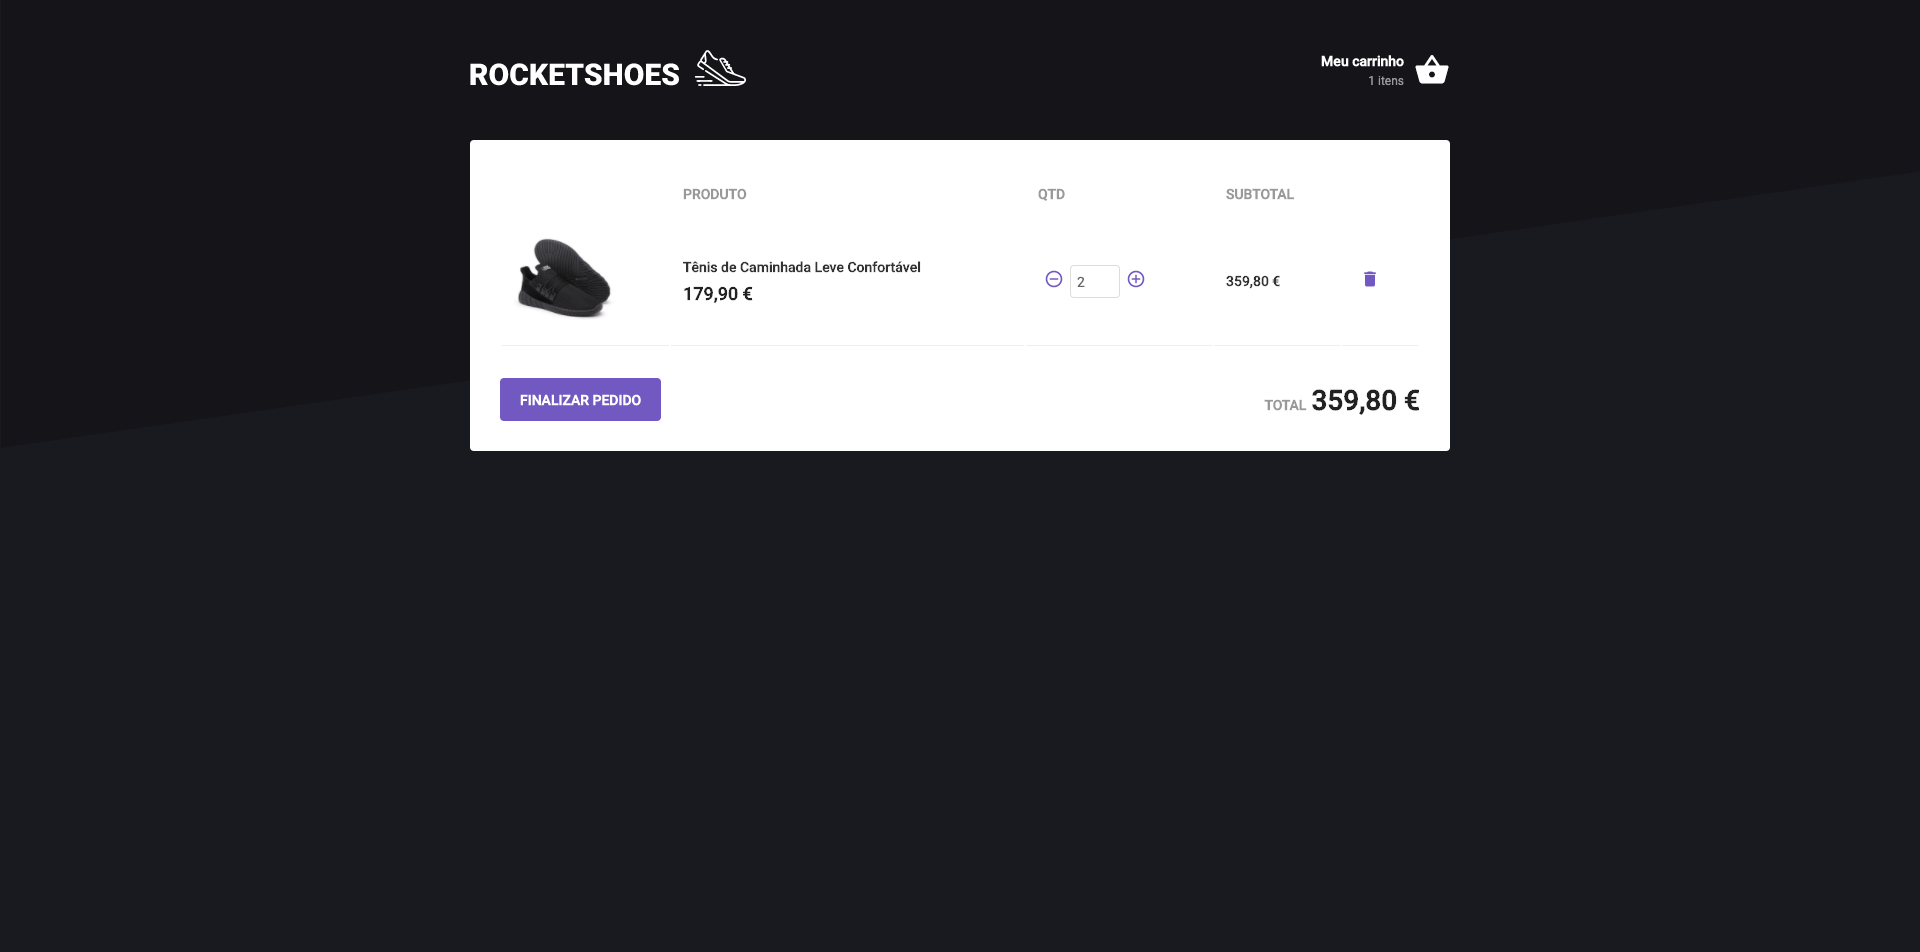 ROCKETSHOES
Meu carrinho
1 itens
PRODUTO QTD SUBTOTAL
Tênis de Caminhada Leve Confortável
179,90 €
2
359,80 €
FINALIZAR PEDIDO
TOTAL 359,80 €